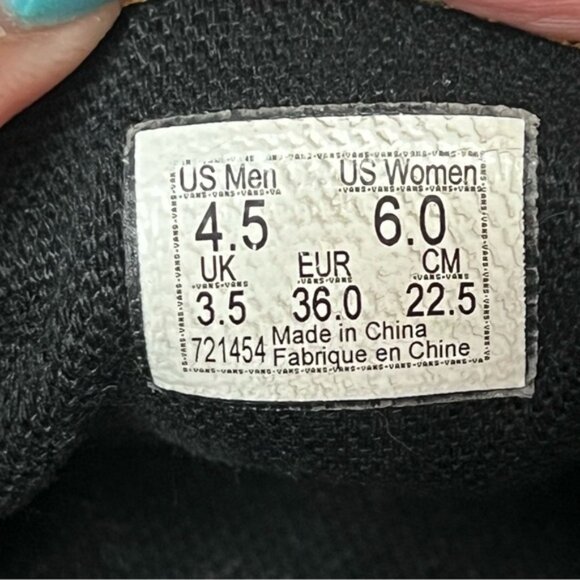 US Men US Women
4.5 6.0
UK EUR CM
3.5 36.0 22.5
721454 Made in China
Fabrique en Chine